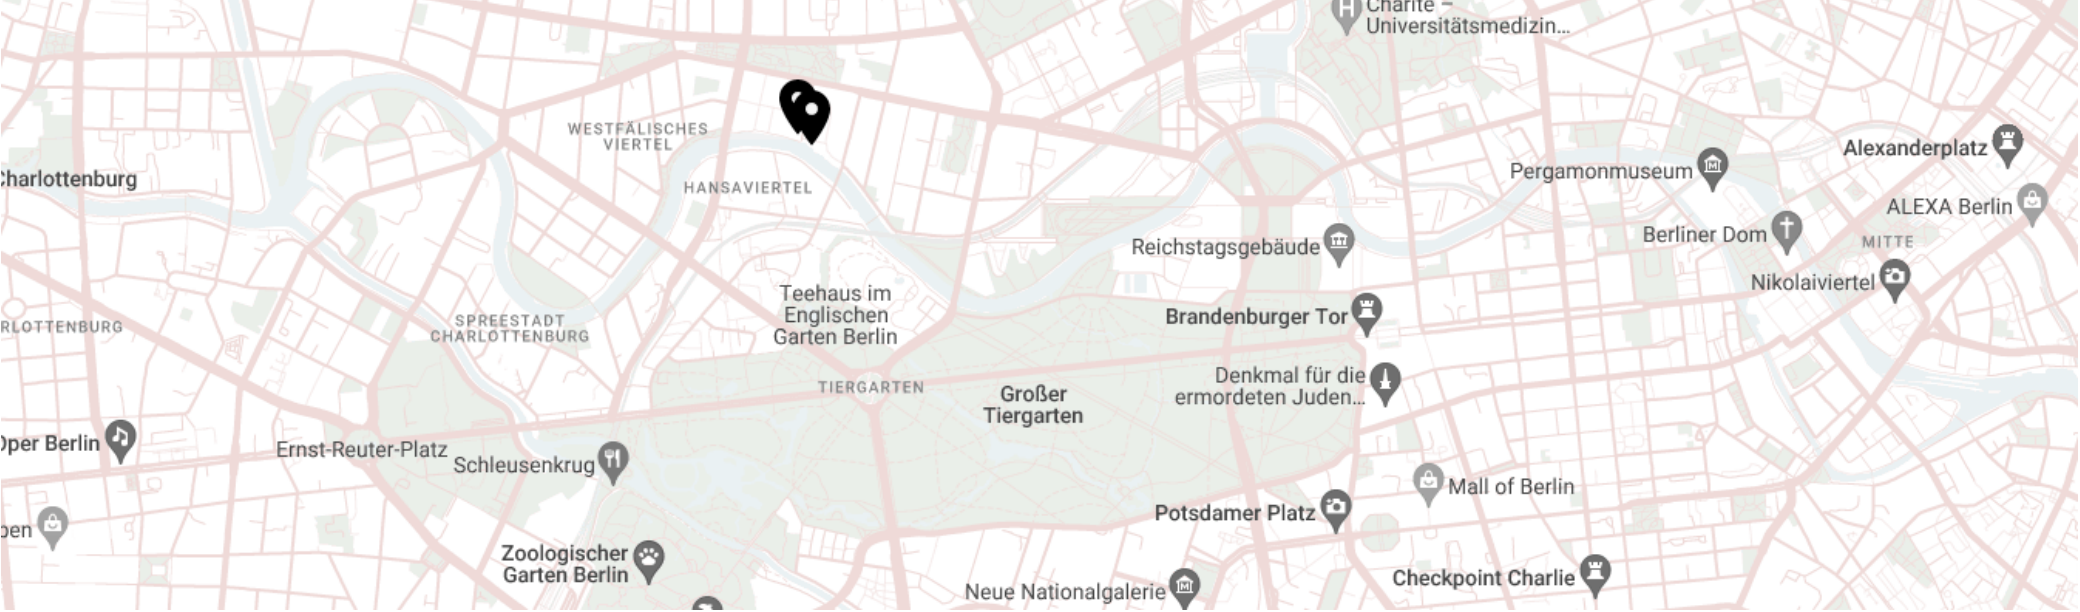 Charité –
Universitätsmedizin...
WESTFÄLISCHES
VIERTEL
Alexanderplatz
Pergamonmuseum
Charlottenburg
HANSAVIERTEL
ALEXA Berlin
Berliner Dom
MITTE
Reichstagsgebäude
Nikolaiviertel
Teehaus im
Englischen
Garten Berlin
Brandenburger Tor
RLOTTENBURG
SPREESTADT
CHARLOTTENBURG
TIERGARTEN
Großer
Tiergarten
Denkmal für die
ermordeten Juden...
Oper Berlin
Ernst-Reuter-Platz
Schleusenkrug
Mall of Berlin
Potsdamer Platz
pen
Zoologischer
Garten Berlin
Neue Nationalgalerie
Checkpoint Charlie